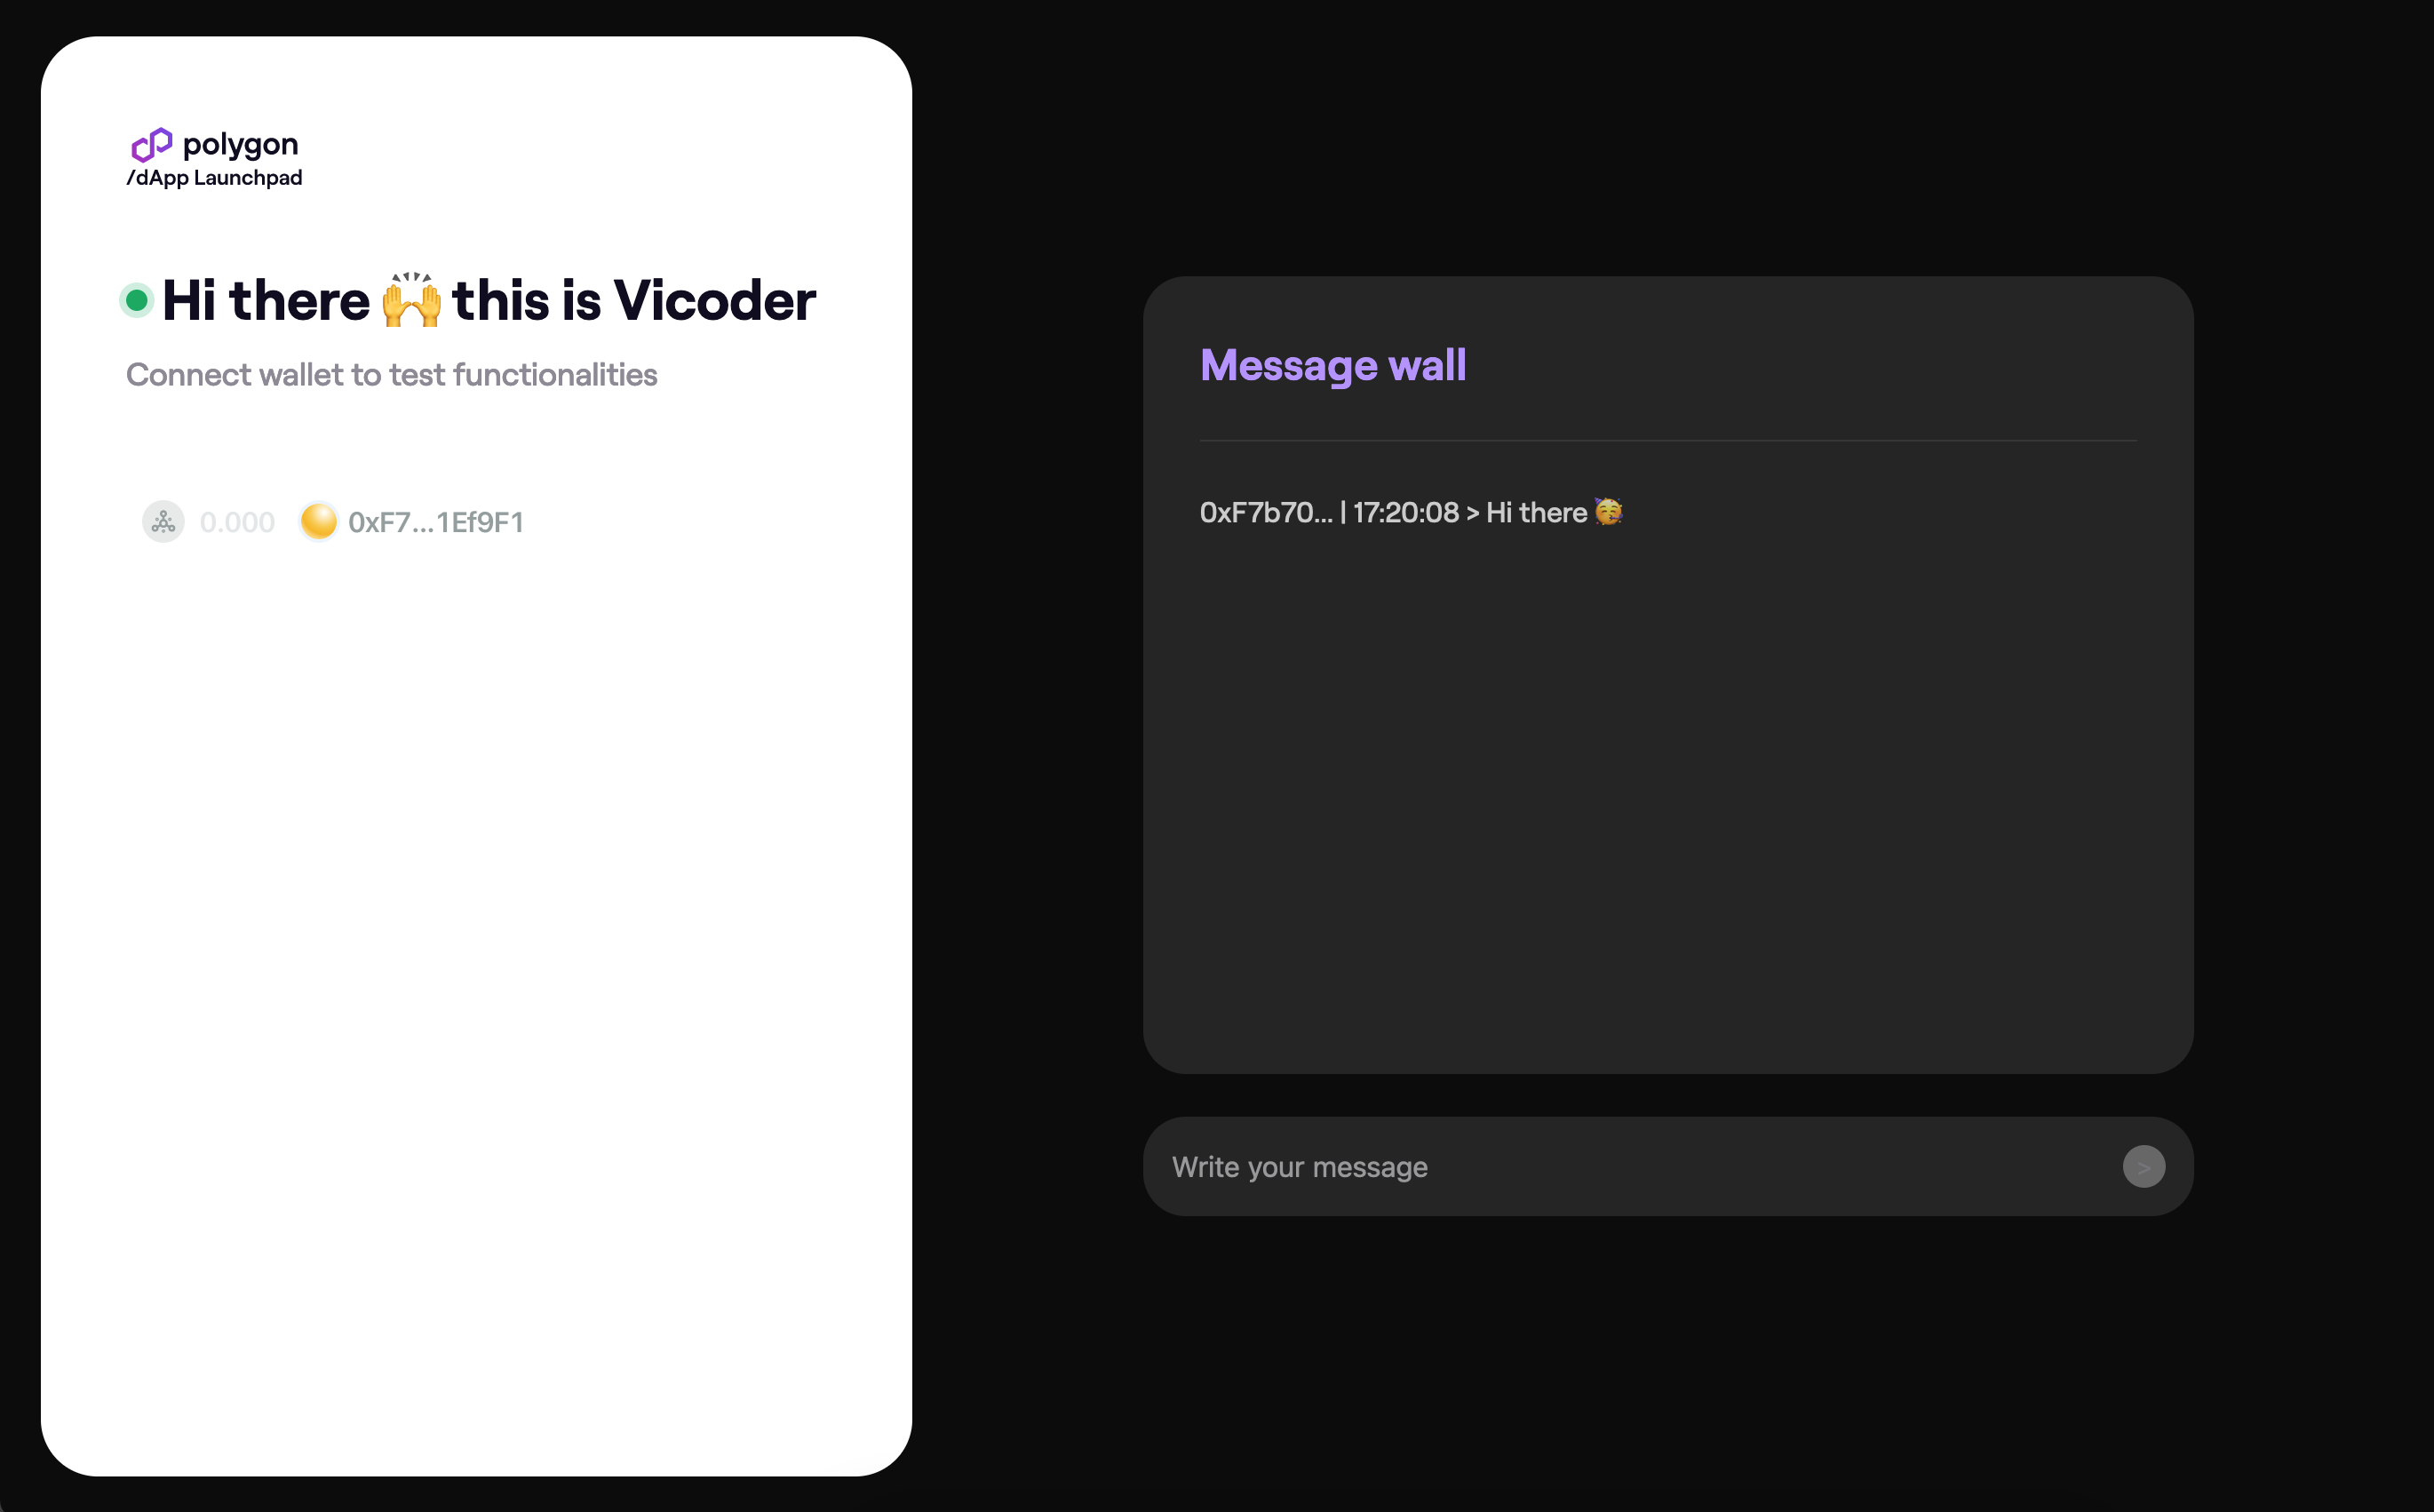 polygon
/dApp Launchpad
Hi there 🙌 this is Vicoder
Connect wallet to test functionalities
0.000 0xF7...1Ef9F1
Message wall
0xF7b70... | 17:20:08 > Hi there 🥳
Write your message >